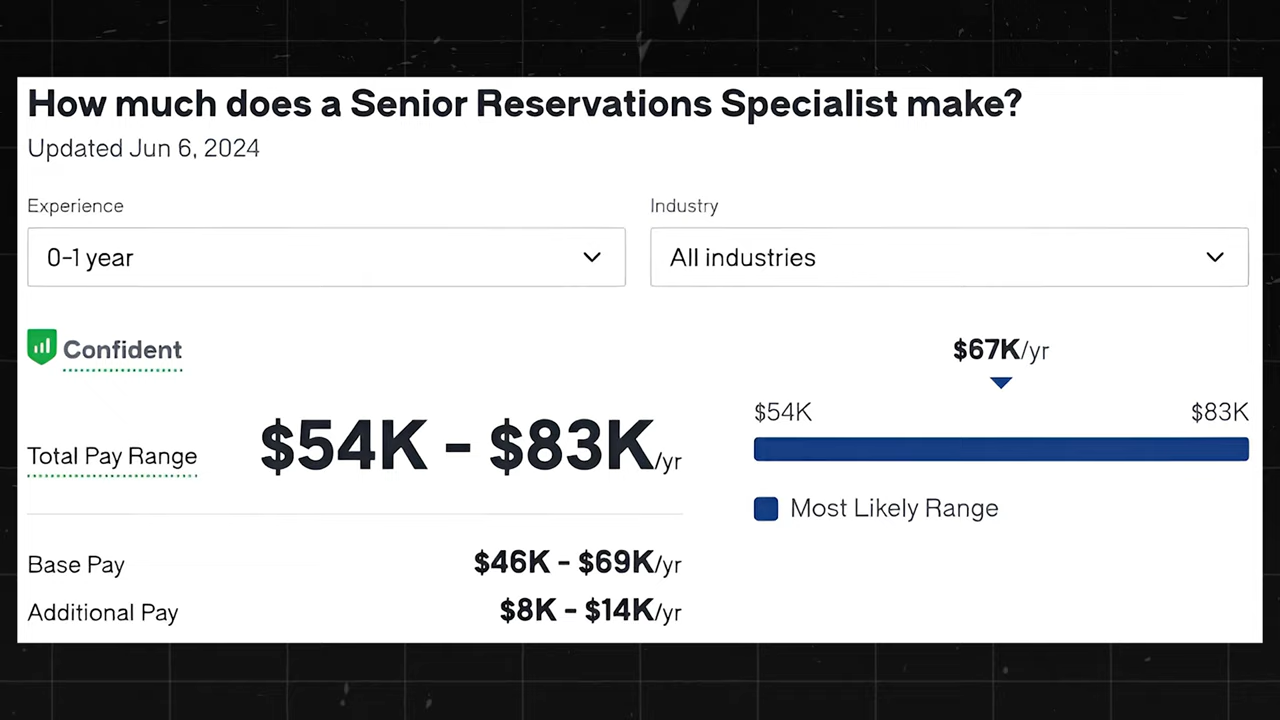 How much does a Senior Reservations Specialist make?
Updated Jun 6, 2024
Experience
Industry
0-1 year
All industries
Confident
$67K/yr
$54K
$83K
Total Pay Range
$54K - $83K/yr
Most Likely Range
Base Pay
$46K - $69K/yr
Additional Pay
$8K - $14K/yr